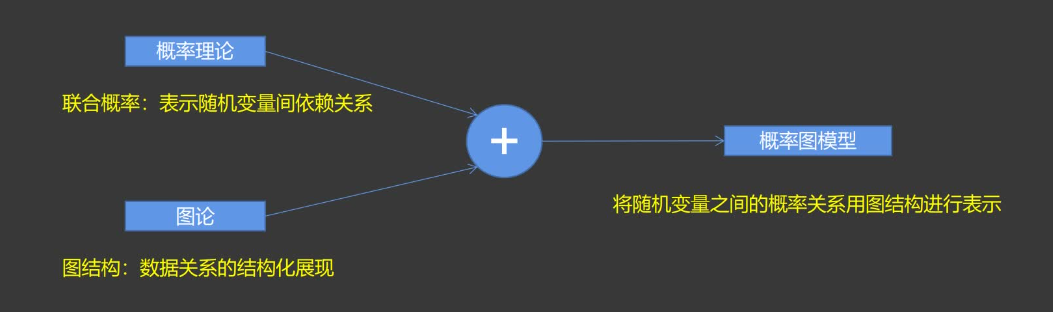 概率理论
联合概率：表示随机变量间依赖关系
+
概率图模型
将随机变量之间的概率关系用图结构进行表示
图论
图结构：数据关系的结构化展现